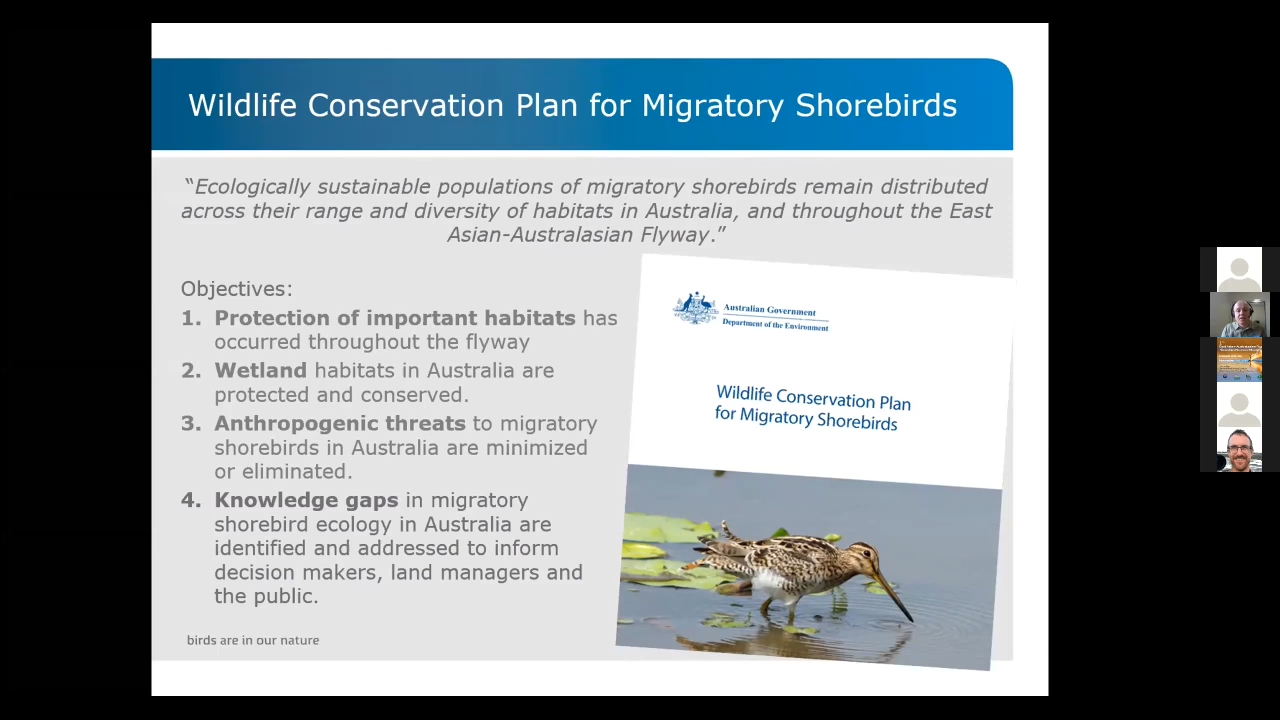 Wildlife Conservation Plan for Migratory Shorebirds
“Ecologically sustainable populations of migratory shorebirds remain distributed
across their range and diversity of habitats in Australia, and throughout the East
Asian-Australasian Flyway.”
Objectives:
1. Protection of important habitats has
occurred throughout the flyway
2. Wetland habitats in Australia are
protected and conserved.
3. Anthropogenic threats to migratory
shorebirds in Australia are minimized
or eliminated.
4. Knowledge gaps in migratory
shorebird ecology in Australia are
identified and addressed to inform
decision makers, land managers and
the public.
birds are in our nature
Australian Government
Department of the Environment
Wildlife Conservation Plan
for Migratory Shorebirds